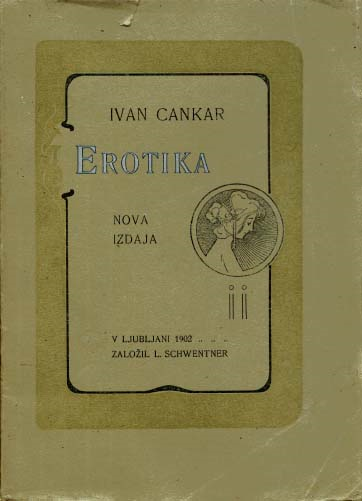 IVAN CANKAR
EROTIKA
NOVA
IZDAJA
V LJUBLJANI 1902 .. .. ..
ZALOŽIL L. SCHWENTNER